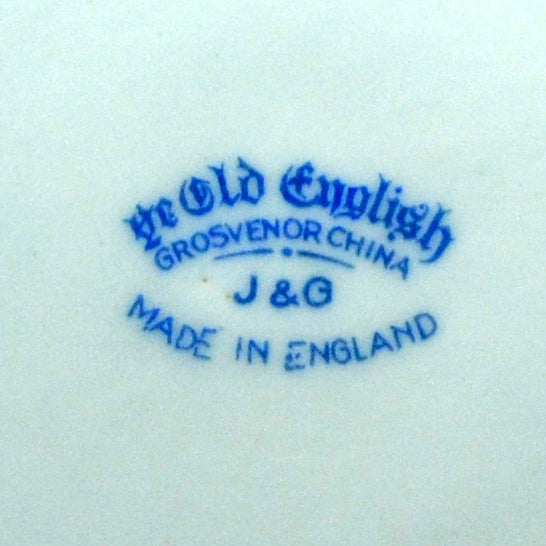 Ye Old English
GROSVENOR CHINA
J & G
MADE IN ENGLAND